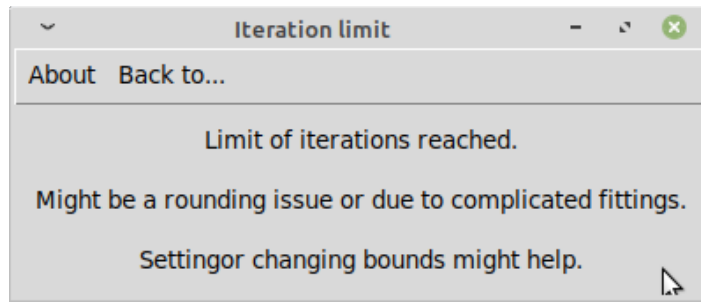 Iteration limit
About Back to...
Limit of iterations reached.
Might be a rounding issue or due to complicated fittings.
Settingor changing bounds might help.